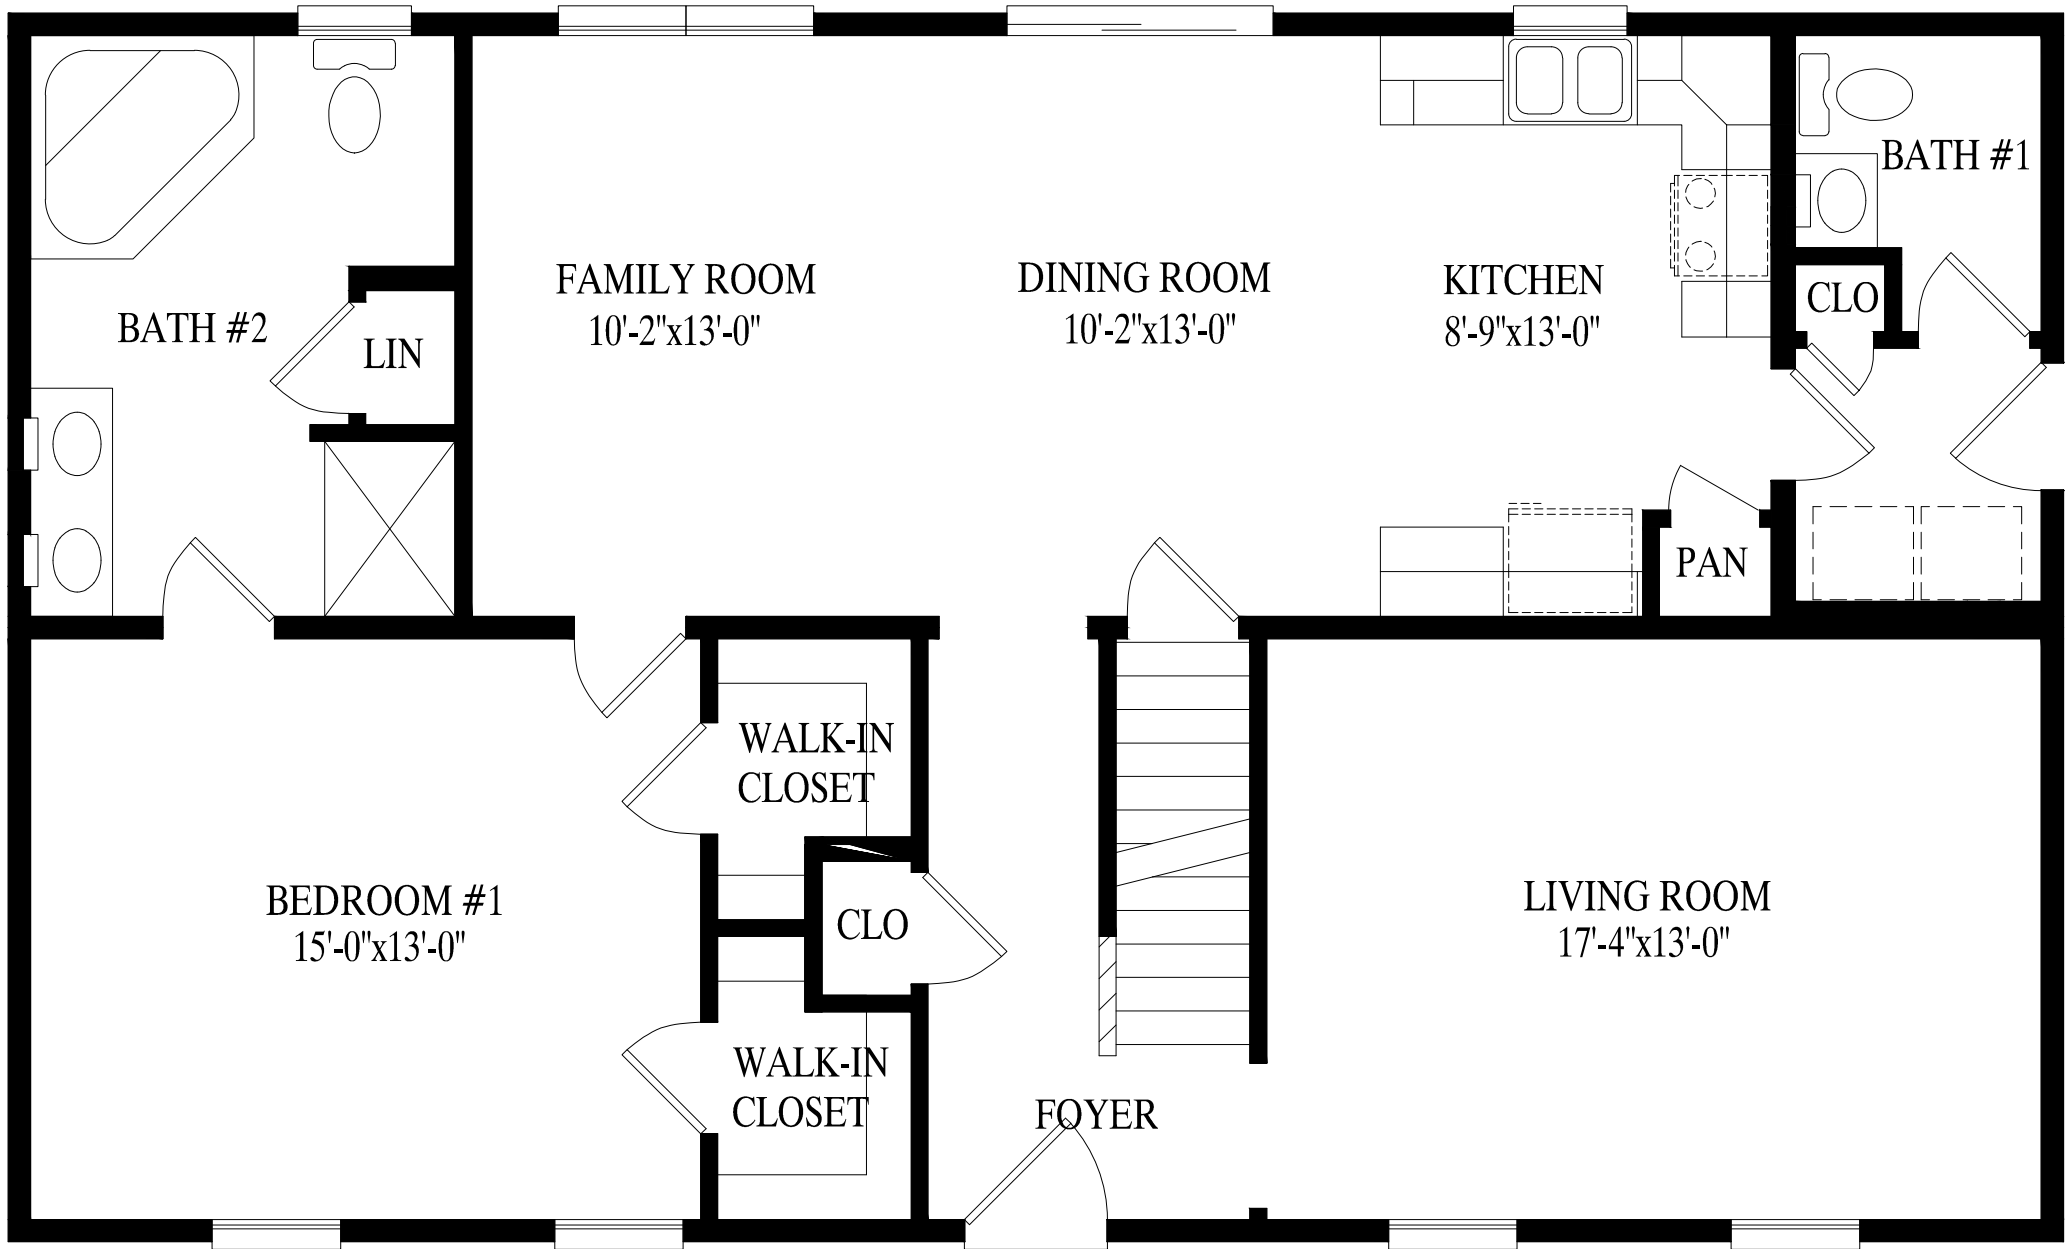 BATH #1
FAMILY ROOM
10'-2"x13'-0"
DINING ROOM
10'-2"x13'-0"
KITCHEN
8'-9"x13'-0"
CLO
BATH #2
LIN
PAN
WALK-IN
CLOSET
BEDROOM #1
15'-0"x13'-0"
CLO
LIVING ROOM
17'-4"x13'-0"
WALK-IN
CLOSET
FOYER